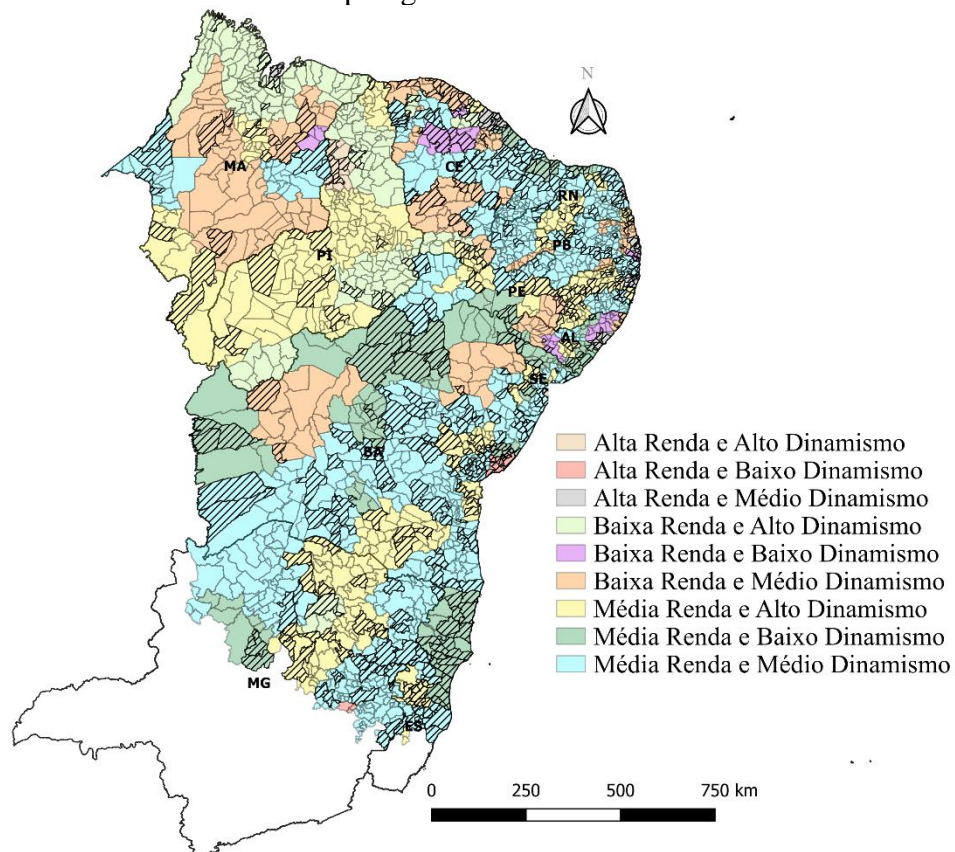 N
MA
CE
RN
PB
PI
PE
AL
SE
BA
Alta Renda e Alto Dinamismo
Alta Renda e Baixo Dinamismo
Alta Renda e Médio Dinamismo
Baixa Renda e Alto Dinamismo
Baixa Renda e Baixo Dinamismo
Baixa Renda e Médio Dinamismo
Média Renda e Alto Dinamismo
Média Renda e Baixo Dinamismo
Média Renda e Médio Dinamismo
MG
ES
0 250 500 750 km